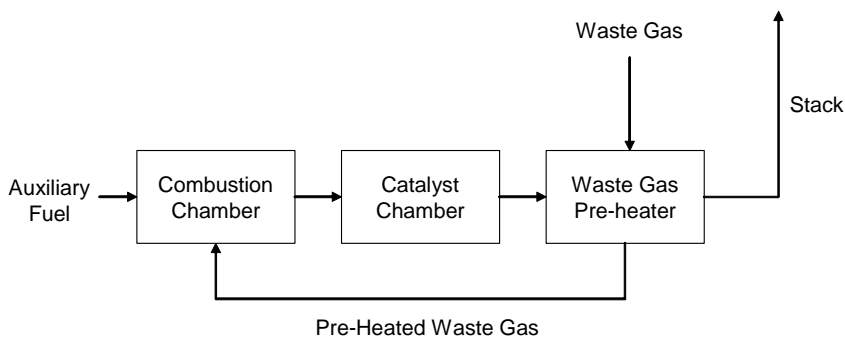 Waste Gas
Stack
Auxiliary
Fuel
Combustion
Chamber
Catalyst
Chamber
Waste Gas
Pre-heater
Pre-Heated Waste Gas